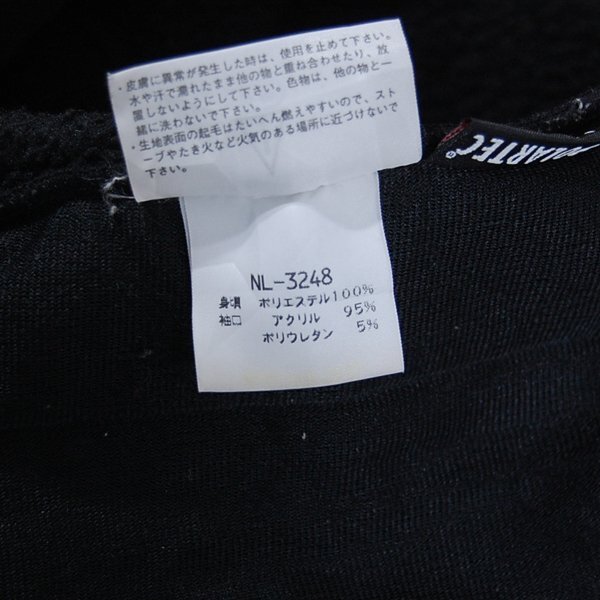 ・皮膚に異常が発生した時は、使用を止めて下さい。
水や汗で濡れたまま他の物と重ね合わせたり、放
置しないようにして下さい。色物は、他の物と一
緒に洗わないで下さい。
・生地表面の起毛はたいへん燃えやすいので、スト
ーブやたき火など火気のある場所に近づけないで
下さい。
POLARTEC®
NL-3248
身頃 ポリエステル 100%
袖口 アクリル 95%
ポリウレタン 5%